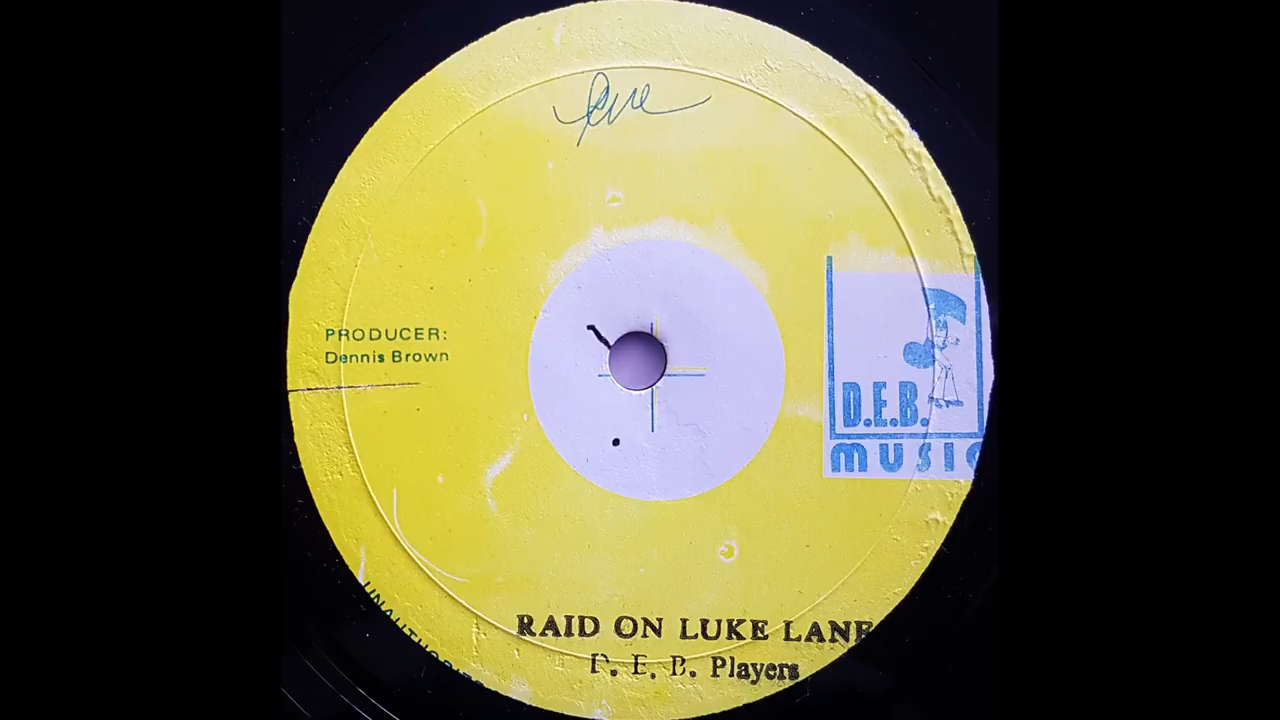 PRODUCER:
Dennis Brown
D.E.B.
MUSIC
RAID ON LUKE LANE
D. E. B. Players